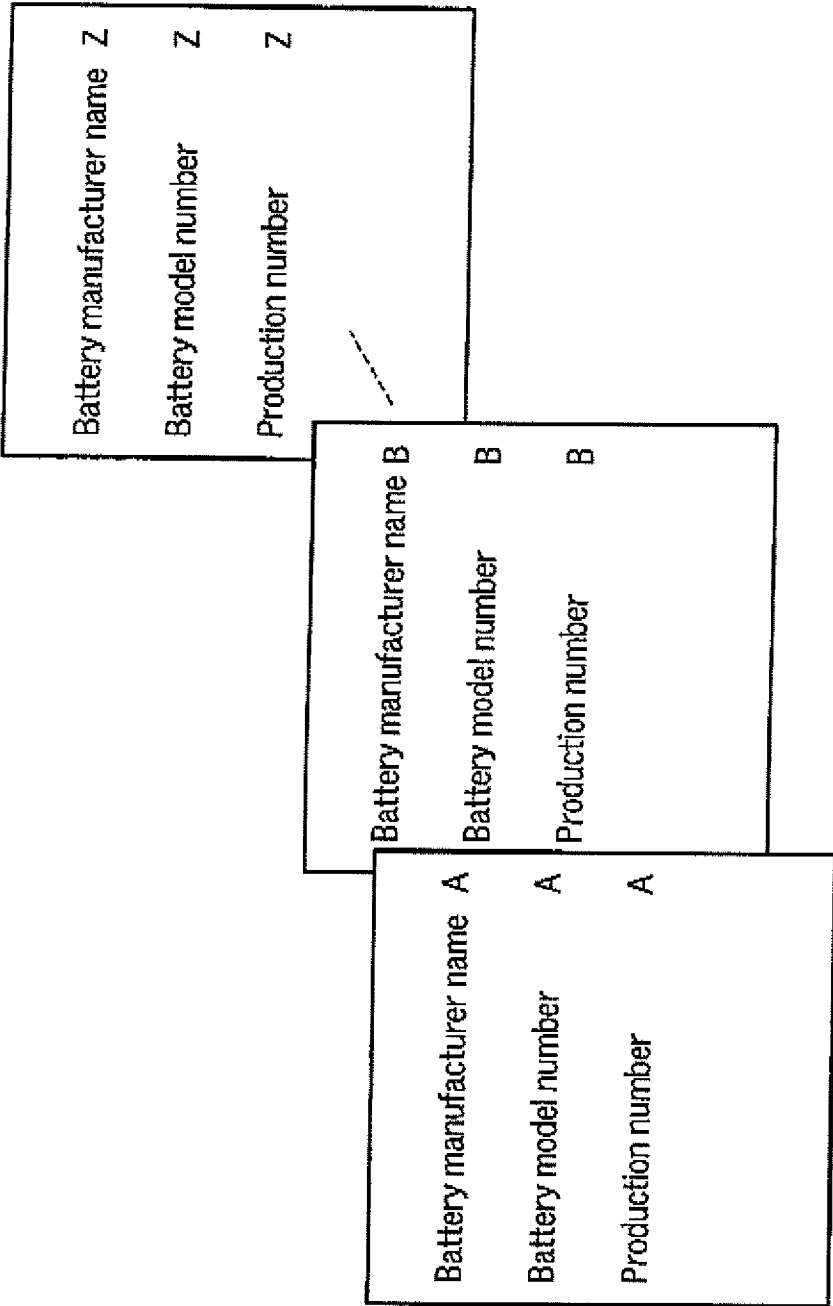 Battery manufacturer name A
Battery model number A
Production number A
Battery manufacturer name B
Battery model number B
Production number B
Battery manufacturer name Z
Battery model number Z
Production number Z